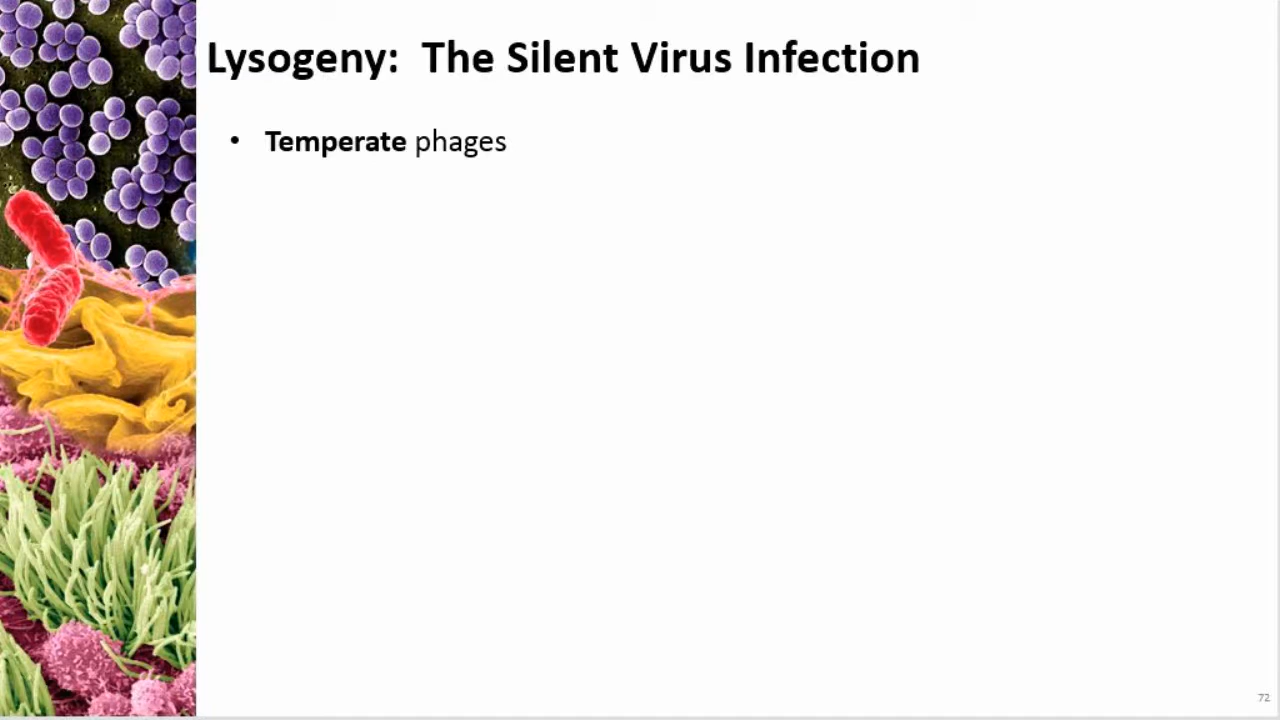 Lysogeny: The Silent Virus Infection
• Temperate phages
72